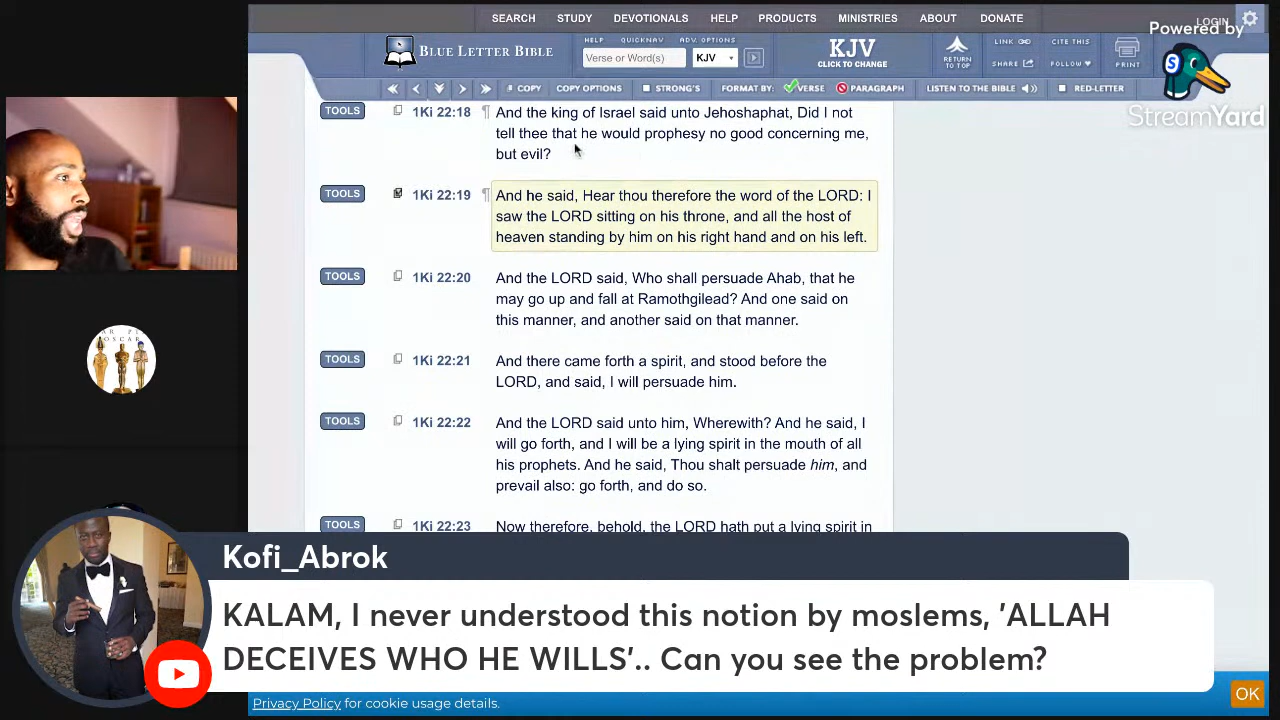 SEARCH STUDY DEVOTIONALS HELP PRODUCTS MINISTRIES ABOUT DONATE LOGIN
Powered by
StreamYard
BLUE LETTER BIBLE
HELP QUICKNAV ADV. OPTIONS
Verse or Word(s) KJV
KJV
CLICK TO CHANGE
RETURN
TO TOP
LINK CITE THIS
SHARE FOLLOW
PRINT
COPY COPY OPTIONS STRONG'S FORMAT BY: VERSE PARAGRAPH LISTEN TO THE BIBLE RED-LETTER
TOOLS 1Ki 22:18 ¶ And the king of Israel said unto Jehoshaphat, Did I not
tell thee that he would prophesy no good concerning me,
but evil?
TOOLS 1Ki 22:19 ¶ And he said, Hear thou therefore the word of the LORD: I
saw the LORD sitting on his throne, and all the host of
heaven standing by him on his right hand and on his left.
TOOLS 1Ki 22:20 And the LORD said, Who shall persuade Ahab, that he
may go up and fall at Ramothgilead? And one said on
this manner, and another said on that manner.
TOOLS 1Ki 22:21 And there came forth a spirit, and stood before the
LORD, and said, I will persuade him.
TOOLS 1Ki 22:22 And the LORD said unto him, Wherewith? And he said, I
will go forth, and I will be a lying spirit in the mouth of all
his prophets. And he said, Thou shalt persuade him, and
prevail also: go forth, and do so.
TOOLS 1Ki 22:23 Now therefore, behold, the LORD hath put a lying spirit in
Kofi_Abrok
KALAM, I never understood this notion by moslems, 'ALLAH
DECEIVES WHO HE WILLS'.. Can you see the problem?
Privacy Policy for cookie usage details.
OK